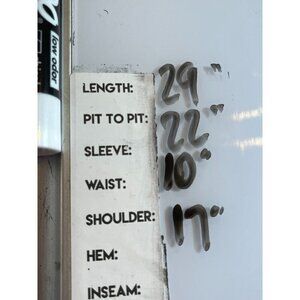 low odor
LENGTH: 29"
PIT TO PIT: 22"
SLEEVE: 10"
WAIST:
SHOULDER: 17"
HEM:
INSEAM: